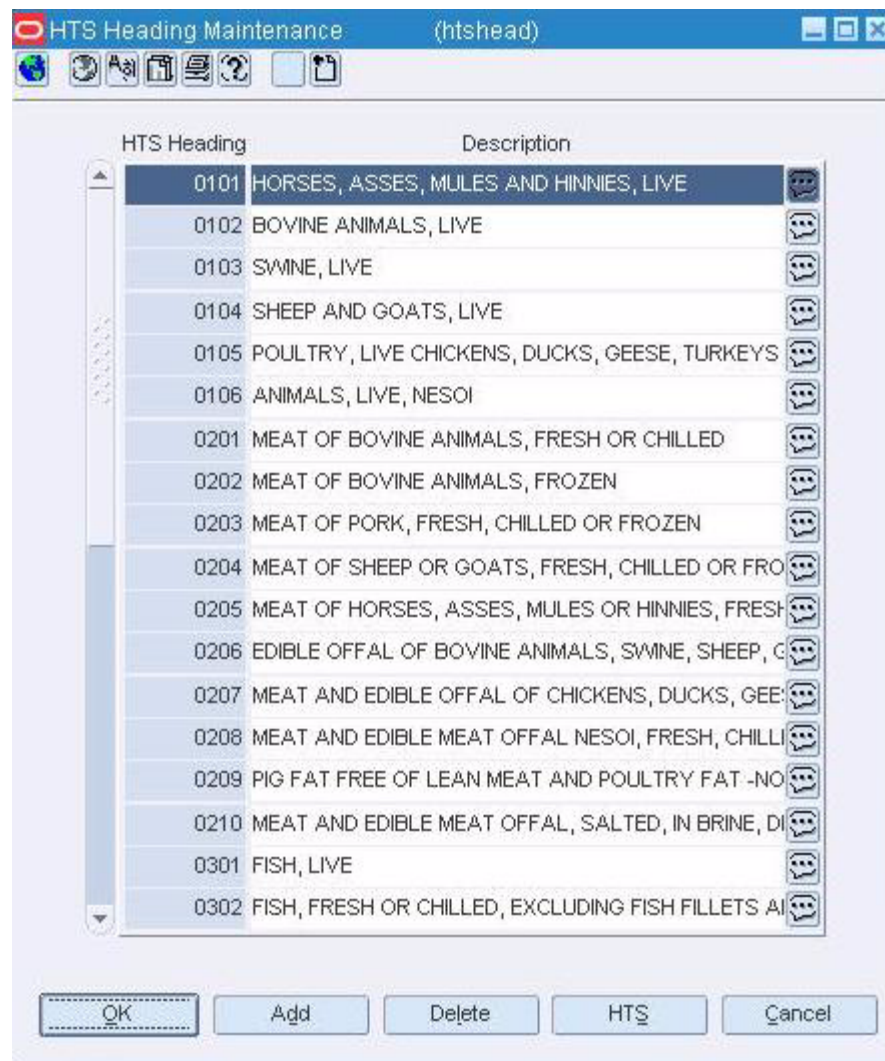 HTS Heading Maintenance (htshead)
HTS Heading Description
0101 HORSES, ASSES, MULES AND HINNIES, LIVE
0102 BOVINE ANIMALS, LIVE
0103 SWINE, LIVE
0104 SHEEP AND GOATS, LIVE
0105 POULTRY, LIVE CHICKENS, DUCKS, GEESE, TURKEYS
0106 ANIMALS, LIVE, NESOI
0201 MEAT OF BOVINE ANIMALS, FRESH OR CHILLED
0202 MEAT OF BOVINE ANIMALS, FROZEN
0203 MEAT OF PORK, FRESH, CHILLED OR FROZEN
0204 MEAT OF SHEEP OR GOATS, FRESH, CHILLED OR FRO
0205 MEAT OF HORSES, ASSES, MULES OR HINNIES, FRESH
0206 EDIBLE OFFAL OF BOVINE ANIMALS, SWINE, SHEEP, G
0207 MEAT AND EDIBLE OFFAL OF CHICKENS, DUCKS, GEES
0208 MEAT AND EDIBLE MEAT OFFAL NESOI, FRESH, CHILLE
0209 PIG FAT FREE OF LEAN MEAT AND POULTRY FAT -NO
0210 MEAT AND EDIBLE MEAT OFFAL, SALTED, IN BRINE, DI
0301 FISH, LIVE
0302 FISH, FRESH OR CHILLED, EXCLUDING FISH FILLETS A
OK Add Delete HTS Cancel